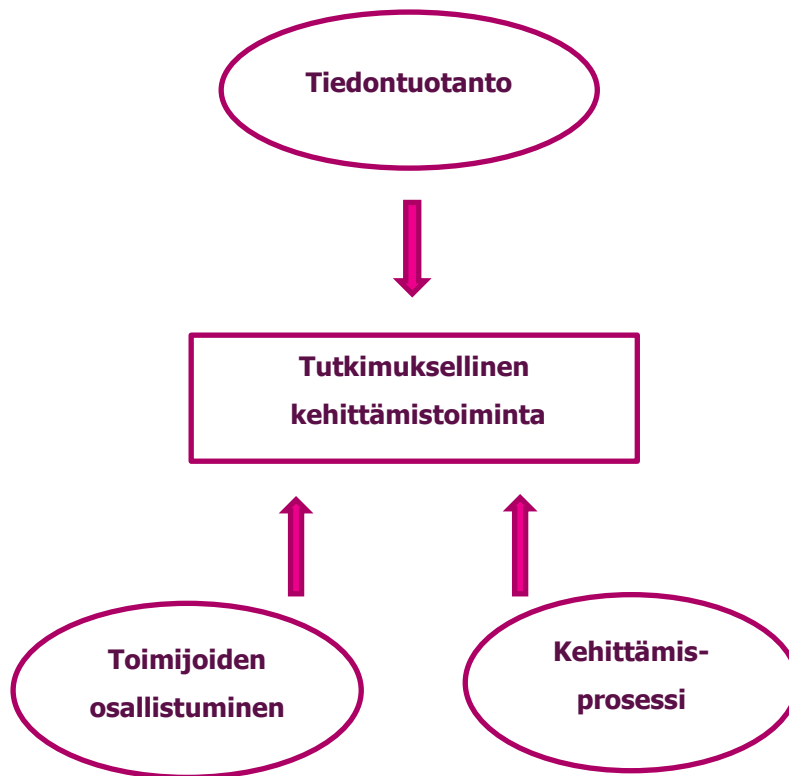 Tiedontuotanto
Tutkimuksellinen
kehittämistoiminta
Toimijoiden
osallistuminen
Kehittämis-
prosessi